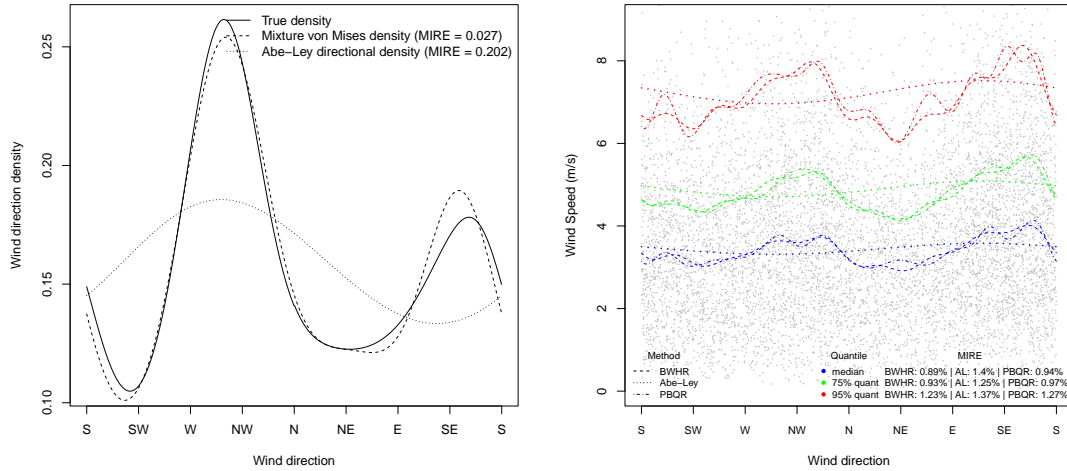 True density
Mixture von Mises density (MIRE = 0.027)
Abe−Ley directional density (MIRE = 0.202)
0.25
0.20
0.15
0.10
Wind direction density
S SW W NW N NE E SE S
Wind direction
8
6
4
2
0
Wind Speed (m/s)
Method Quantile MIRE
BWHR median BWHR: 0.89% | AL: 1.4% | PBQR: 0.94%
Abe−Ley 75% quant BWHR: 0.93% | AL: 1.25% | PBQR: 0.97%
PBQR 95% quant BWHR: 1.23% | AL: 1.37% | PBQR: 1.27%
S SW W NW N NE E SE S
Wind direction